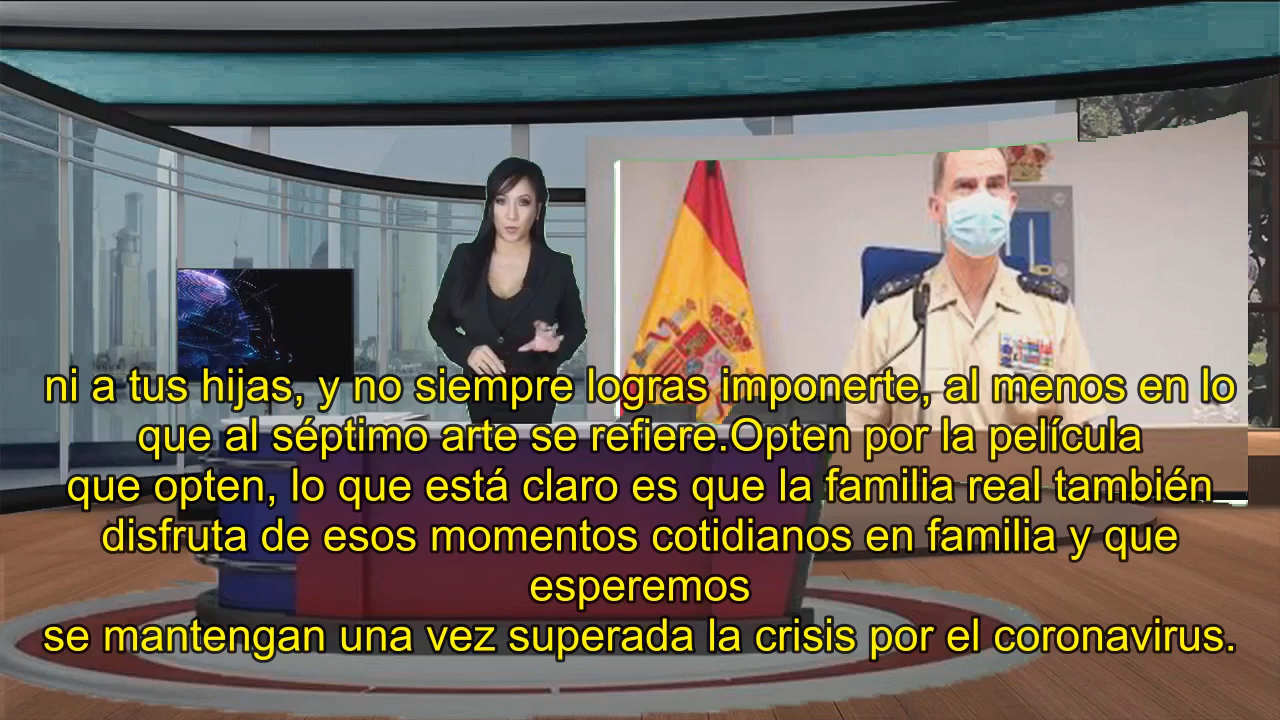 ni a tus hijas, y no siempre logras imponerte, al menos en lo
que al séptimo arte se refiere.Opten por la película
que opten, lo que está claro es que la familia real también
disfruta de esos momentos cotidianos en familia y que
esperemos
se mantengan una vez superada la crisis por el coronavirus.